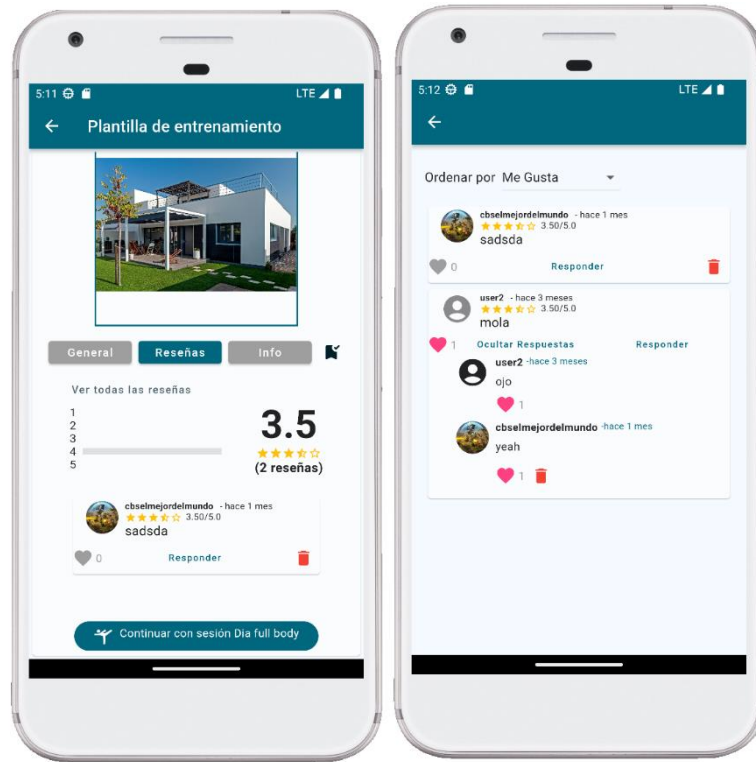 5:11 LTE
Plantilla de entrenamiento
General Reseñas Info
Ver todas las reseñas
1
2
3
4
5
3.5
(2 reseñas)
cbselmejordelmundo - hace 1 mes
3.50/5.0
sadsda
0 Responder
Continuar con sesión Dia full body
5:12 LTE
Ordenar por Me Gusta
cbselmejordelmundo - hace 1 mes
3.50/5.0
sadsda
0 Responder
user2 - hace 3 meses
3.50/5.0
mola
1 Ocultar Respuestas Responder
user2 -hace 3 meses
ojo
1
cbselmejordelmundo -hace 1 mes
yeah
1